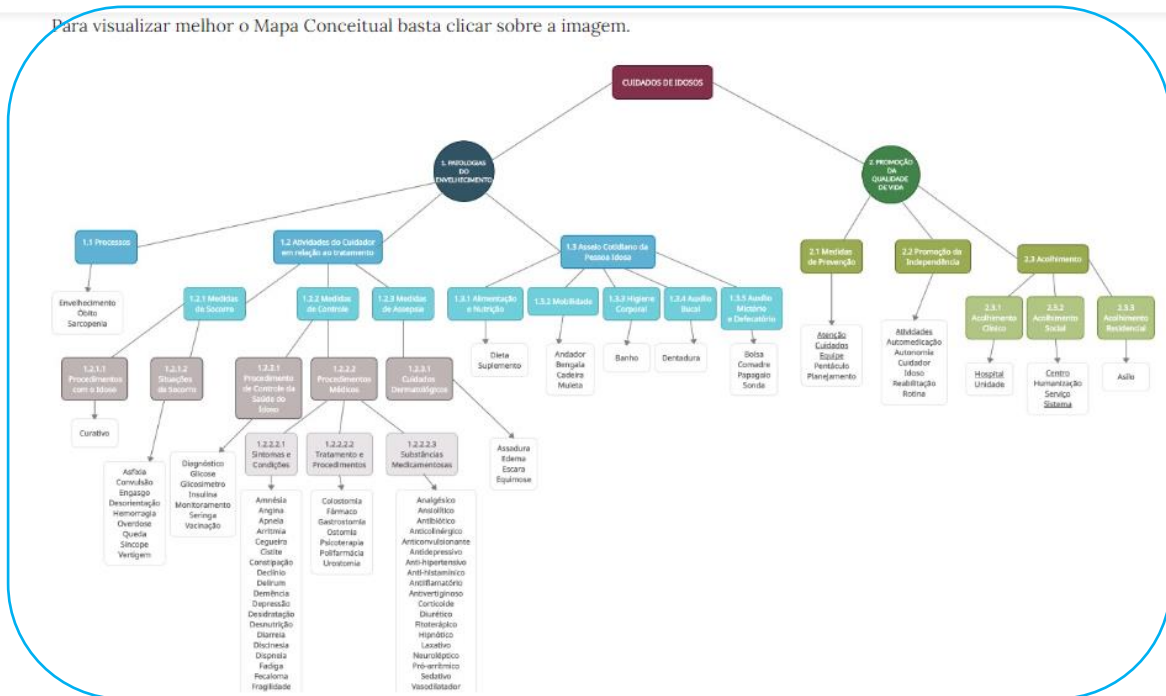 Para visualizar melhor o Mapa Conceitual basta clicar sobre a imagem.
CUIDADOS DE IDOSOS
1. PATOLOGIAS
DO
ENVELHECIMENTO
2. PROMOÇÃO
DA
QUALIDADE
DE VIDA
1.1 Processos
Envelhecimento
Óbito
Sarcopenia
1.2 Atividades do Cuidador
em relação ao tratamento
1.2.1 Medidas
de Socorro
1.2.1.1
Procedimentos
com o Idoso
Curativo
1.2.1.2
Situações
de Socorro
Asfixia
Convulsão
Engasgo
Desorientação
Hemorragia
Overdose
Queda
Síncope
Vertigem
1.2.2 Medidas
de Controle
1.2.2.1
Procedimento
de Controle da
Saúde do
Idoso
Diagnóstico
Glicose
Glicosímetro
Insulina
Monitoramento
Seringa
Vacinação
1.2.2.2
Procedimentos
Médicos
1.2.2.2.1
Sintomas e
Condições
Amnésia
Angina
Apneia
Arritmia
Cegueira
Cistite
Constipação
Declínio
Delirum
Demência
Depressão
Desidratação
Desnutrição
Diarreia
Discinesia
Dispneia
Fadiga
Fecaloma
Fragilidade
1.2.2.2.2
Tratamento e
Procedimentos
Colostomia
Fármaco
Gastrostomia
Ostomia
Psicoterapia
Polifarmácia
Urostomia
1.2.2.2.3
Substâncias
Medicamentosas
Analgésico
Ansiolítico
Antibiótico
Anticolinérgico
Anticonvulsionante
Antidepressivo
Anti-hipertensivo
Anti-histamínico
Antiflamatório
Antivertiginoso
Corticoide
Diurético
Fitoterápico
Hipnótico
Laxativo
Neuroléptico
Pró-arrítmico
Sedativo
Vasodilatador
1.2.3 Medidas
de Assepsia
1.2.3.1
Cuidados
Dermatológicos
Assadura
Edema
Escara
Equimose
1.3 Asseio Cotidiano da
Pessoa Idosa
1.3.1 Alimentação
e Nutrição
Dieta
Suplemento
1.3.2 Mobilidade
Andador
Bengala
Cadeira
Muleta
1.3.3 Higiene
Corporal
Banho
1.3.4 Auxílio
Bucal
Dentadura
1.3.5 Auxílio
Mictório
e Defecatório
Bolsa
Comadre
Papagaio
Sonda
2.1 Medidas
de Prevenção
Atenção
Cuidados
Equipe
Pentáculo
Planejamento
2.2 Promoção da
Independência
Atividades
Automedicação
Autonomia
Cuidador
Idoso
Reabilitação
Rotina
2.3 Acolhimento
2.3.1
Acolhimento
Clínico
Hospital
Unidade
2.3.2
Acolhimento
Social
Centro
Humanização
Serviço
Sistema
2.3.3
Acolhimento
Residencial
Asilo